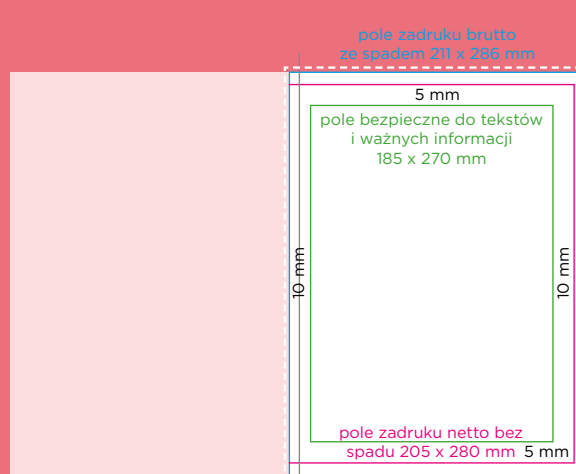 pole zadruku brutto
ze spadem 211 x 286 mm
5 mm
pole bezpieczne do tekstów
i ważnych informacji
185 x 270 mm
10 mm
10 mm
pole zadruku netto bez
spadu 205 x 280 mm
5 mm